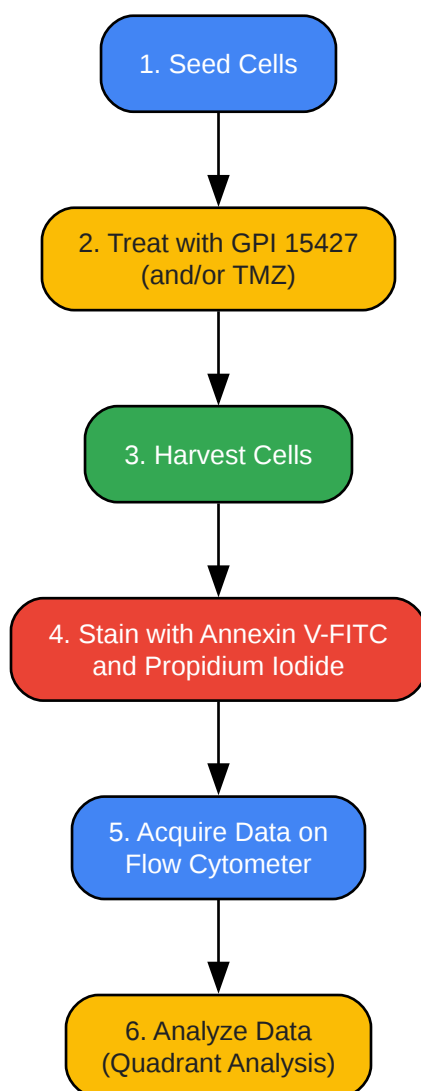 1. Seed Cells
2. Treat with GPI 15427
(and/or TMZ)
3. Harvest Cells
4. Stain with Annexin V-FITC
and Propidium Iodide
5. Acquire Data on
Flow Cytometer
6. Analyze Data
(Quadrant Analysis)